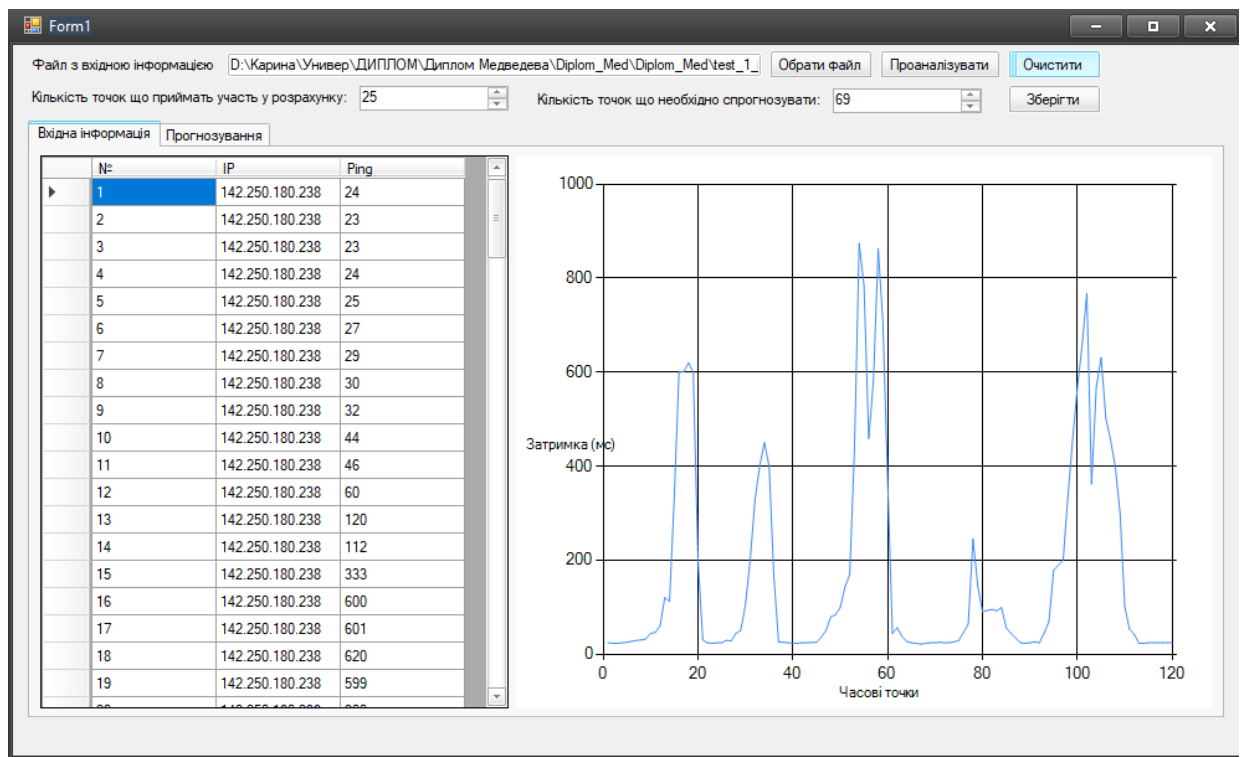 Form1
Файл з вхідною інформацією D:\Карина\Универ\ДИПЛОМ\Диплом Медведева\Diplom_Med\Diplom_Med\test_1_ Обрати файл Проаналізувати Очистити
Кількість точок що приймать участь у розрахунку: 25 Кількість точок що необхідно спрогнозувати: 69 Зберігти
Вхідна інформація Прогнозування
№ IP Ping
1 142.250.180.238 24
2 142.250.180.238 23
3 142.250.180.238 23
4 142.250.180.238 24
5 142.250.180.238 25
6 142.250.180.238 27
7 142.250.180.238 29
8 142.250.180.238 30
9 142.250.180.238 32
10 142.250.180.238 44
11 142.250.180.238 46
12 142.250.180.238 60
13 142.250.180.238 120
14 142.250.180.238 112
15 142.250.180.238 333
16 142.250.180.238 600
17 142.250.180.238 601
18 142.250.180.238 620
19 142.250.180.238 599
1000
800
600
Затримка (мс)
400
200
0
0 20 40 60 80 100 120
Часові точки